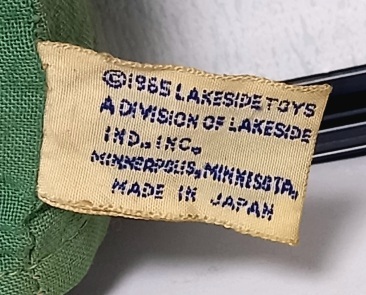 ©1965 LAKESIDE TOYS
A DIVISION OF LAKESIDE
IND., INC.
MINNEAPOLIS, MINNESOTA,
MADE IN JAPAN